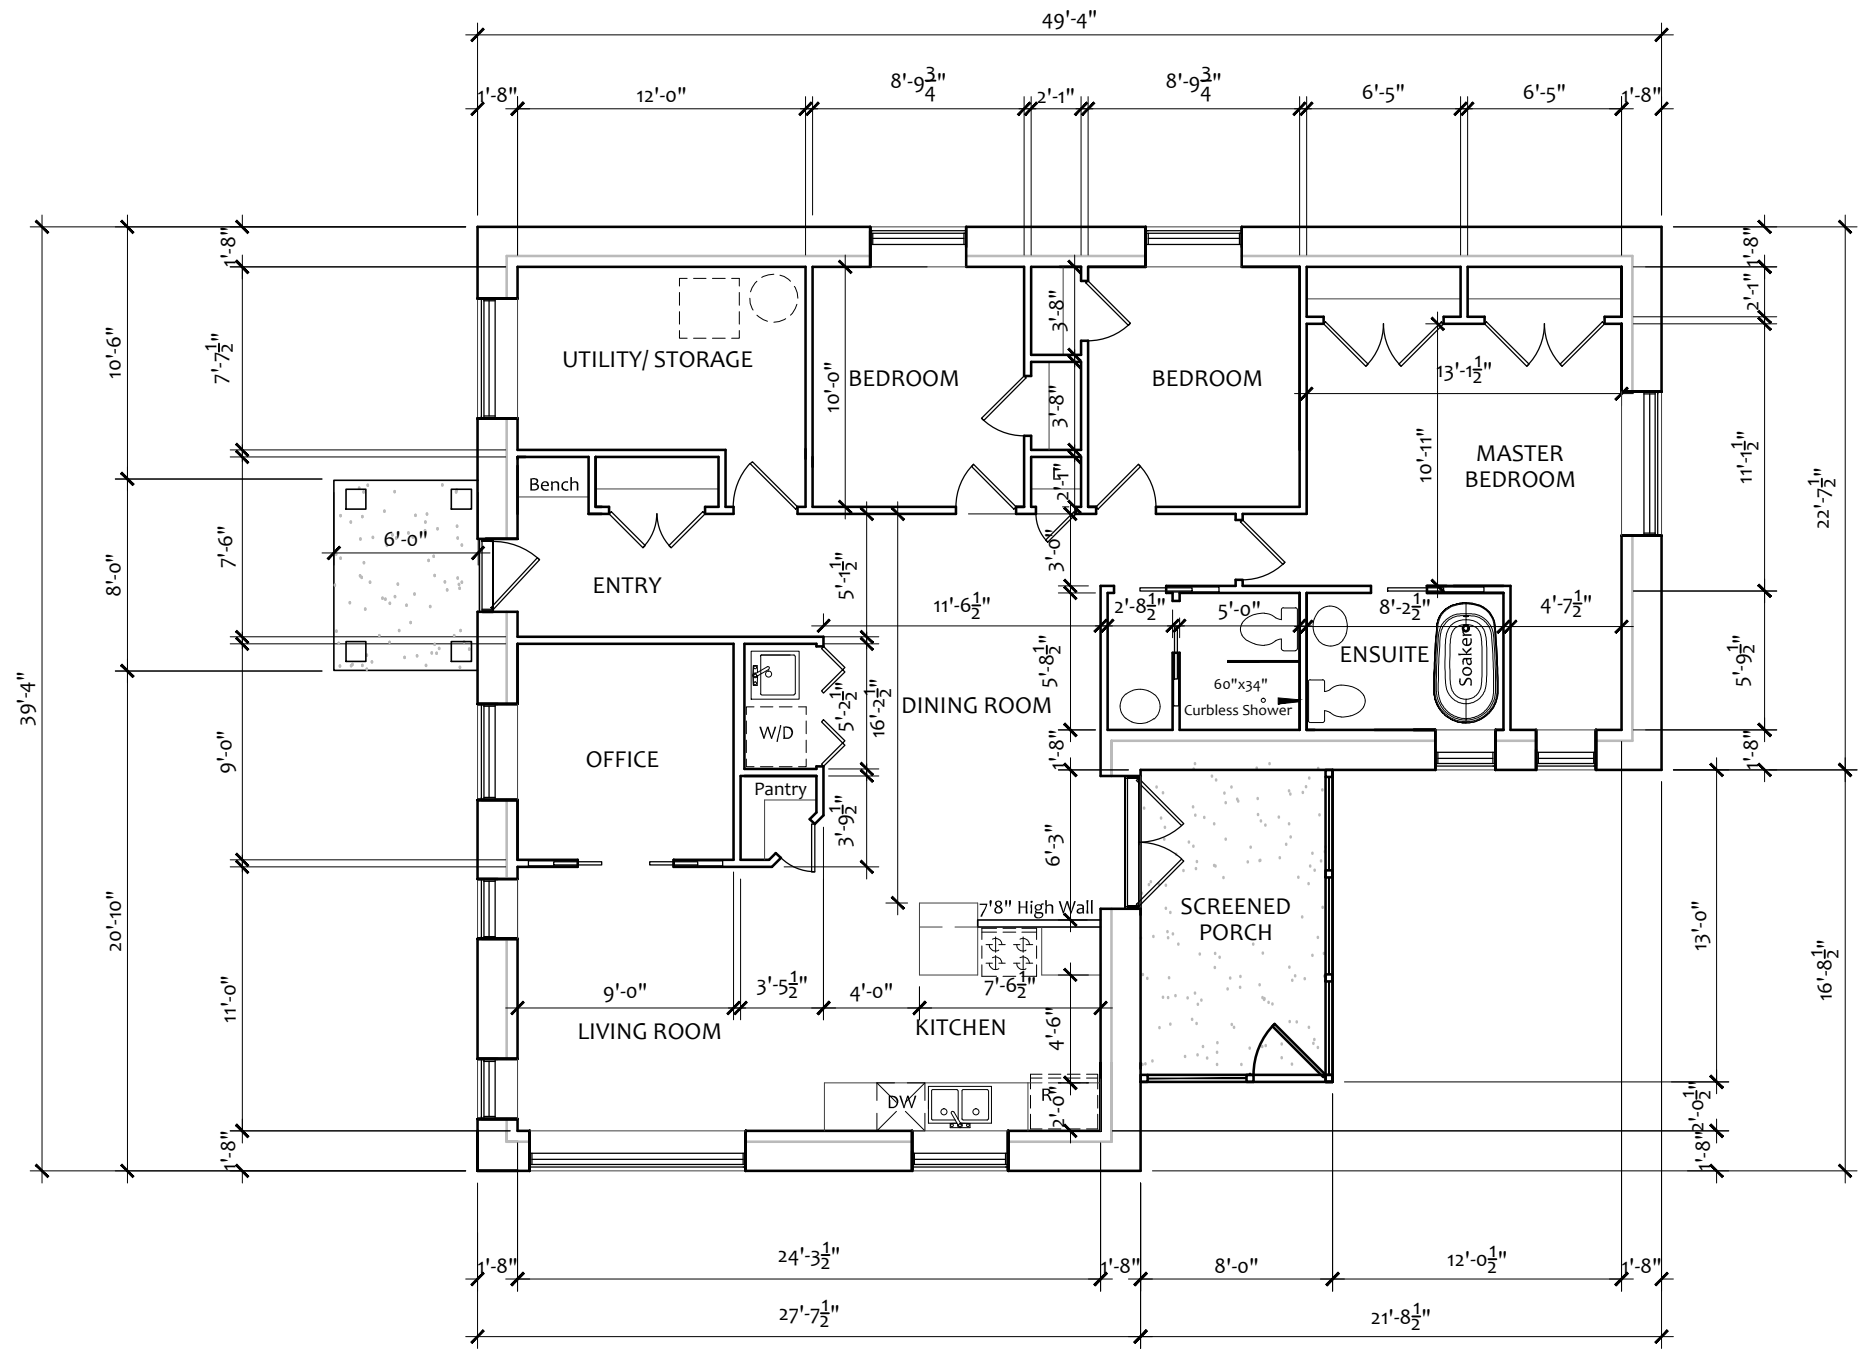 49'-4"
1'-8"
12'-0"
8'-9 3/4"
2'-1"
8'-9 3/4"
6'-5"
6'-5"
1'-8"
39'-4"
10'-6"
8'-0"
20'-10"
1'-8"
7'-7 1/2"
7'-6"
9'-0"
11'-0"
1'-8"
6'-0"
UTILITY/ STORAGE
BEDROOM
10'-0"
3'-8"
3'-8"
2'-1"
BEDROOM
13'-1 1/2"
10'-11"
MASTER
BEDROOM
Bench
ENTRY
5'-1 1/2"
11'-6 1/2"
3'-0"
2'-8 1/2"
5'-0"
8'-2 1/2"
4'-7 1/2"
5'-8 1/2"
ENSUITE
Soaker
60"x34"
Curbless Shower
DINING ROOM
5'-2 1/2"
16'-2 1/2"
W/D
OFFICE
1'-8"
Pantry
3'-9 1/2"
6'-3"
7'8" High Wall
SCREENED
PORCH
9'-0"
3'-5 1/2"
4'-0"
7'-6 1/2"
LIVING ROOM
KITCHEN
4'-6"
DW
R
2'-0"
1'-8"
2'-1"
11'-1 1/2"
5'-9 1/2"
1'-8"
22'-7 1/2"
16'-8 1/2"
13'-0"
2'-0 1/2"
1'-8"
1'-8"
24'-3 1/2"
1'-8"
8'-0"
12'-0 1/2"
1'-8"
27'-7 1/2"
21'-8 1/2"